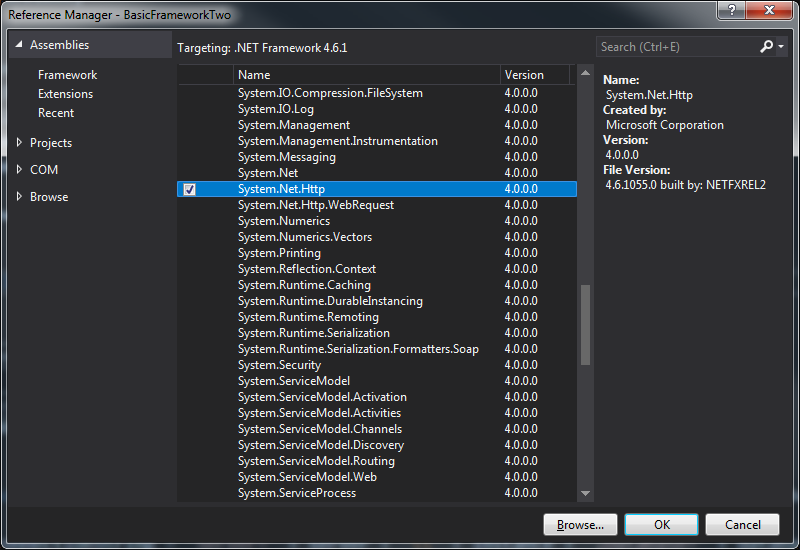 Reference Manager - BasicFrameworkTwo
Assemblies
Framework
Extensions
Recent
Projects
COM
Browse
Targeting: .NET Framework 4.6.1
Search (Ctrl+E)
Name Version
System.IO.Compression.FileSystem 4.0.0.0
System.IO.Log 4.0.0.0
System.Management 4.0.0.0
System.Management.Instrumentation 4.0.0.0
System.Messaging 4.0.0.0
System.Net 4.0.0.0
System.Net.Http 4.0.0.0
System.Net.Http.WebRequest 4.0.0.0
System.Numerics 4.0.0.0
System.Numerics.Vectors 4.0.0.0
System.Printing 4.0.0.0
System.Reflection.Context 4.0.0.0
System.Runtime.Caching 4.0.0.0
System.Runtime.DurableInstancing 4.0.0.0
System.Runtime.Remoting 4.0.0.0
System.Runtime.Serialization 4.0.0.0
System.Runtime.Serialization.Formatters.Soap 4.0.0.0
System.Security 4.0.0.0
System.ServiceModel 4.0.0.0
System.ServiceModel.Activation 4.0.0.0
System.ServiceModel.Activities 4.0.0.0
System.ServiceModel.Channels 4.0.0.0
System.ServiceModel.Discovery 4.0.0.0
System.ServiceModel.Routing 4.0.0.0
System.ServiceModel.Web 4.0.0.0
System.ServiceProcess 4.0.0.0
Name:
System.Net.Http
Created by:
Microsoft Corporation
Version:
4.0.0.0
File Version:
4.6.1055.0 built by: NETFXREL2
Browse...
OK
Cancel